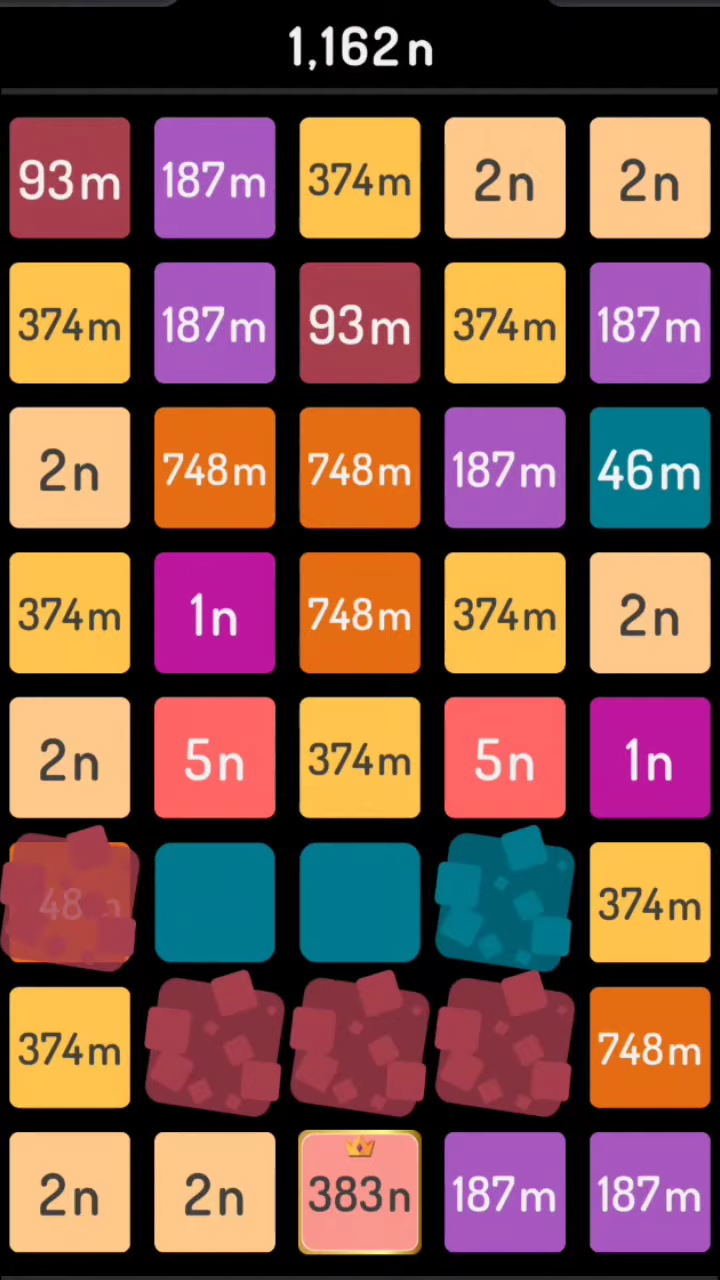 1,162n
93m 187m 374m 2n 2n
374m 187m 93m 374m 187m
2n 748m 748m 187m 46m
374m 1n 748m 374m 2n
2n 5n 374m 5n 1n
374m
374m 748m
2n 2n 383n 187m 187m